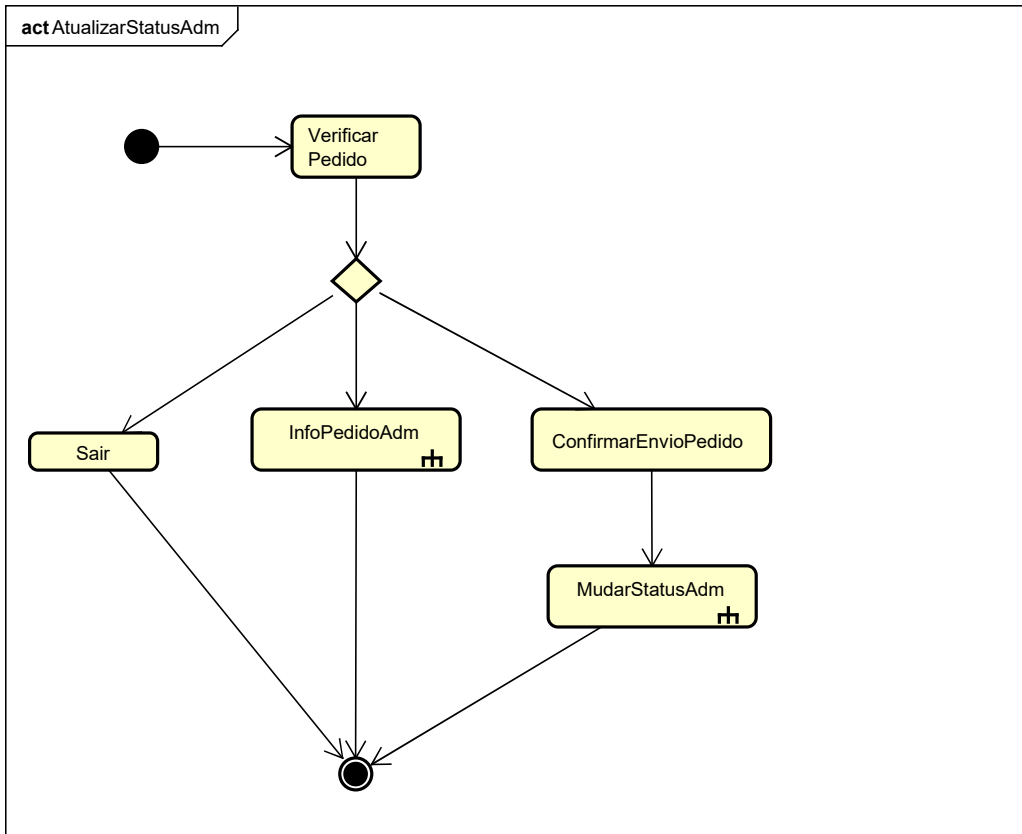 act AtualizarStatusAdm
Verificar
Pedido
InfoPedidoAdm
ConfirmarEnvioPedido
Sair
MudarStatusAdm